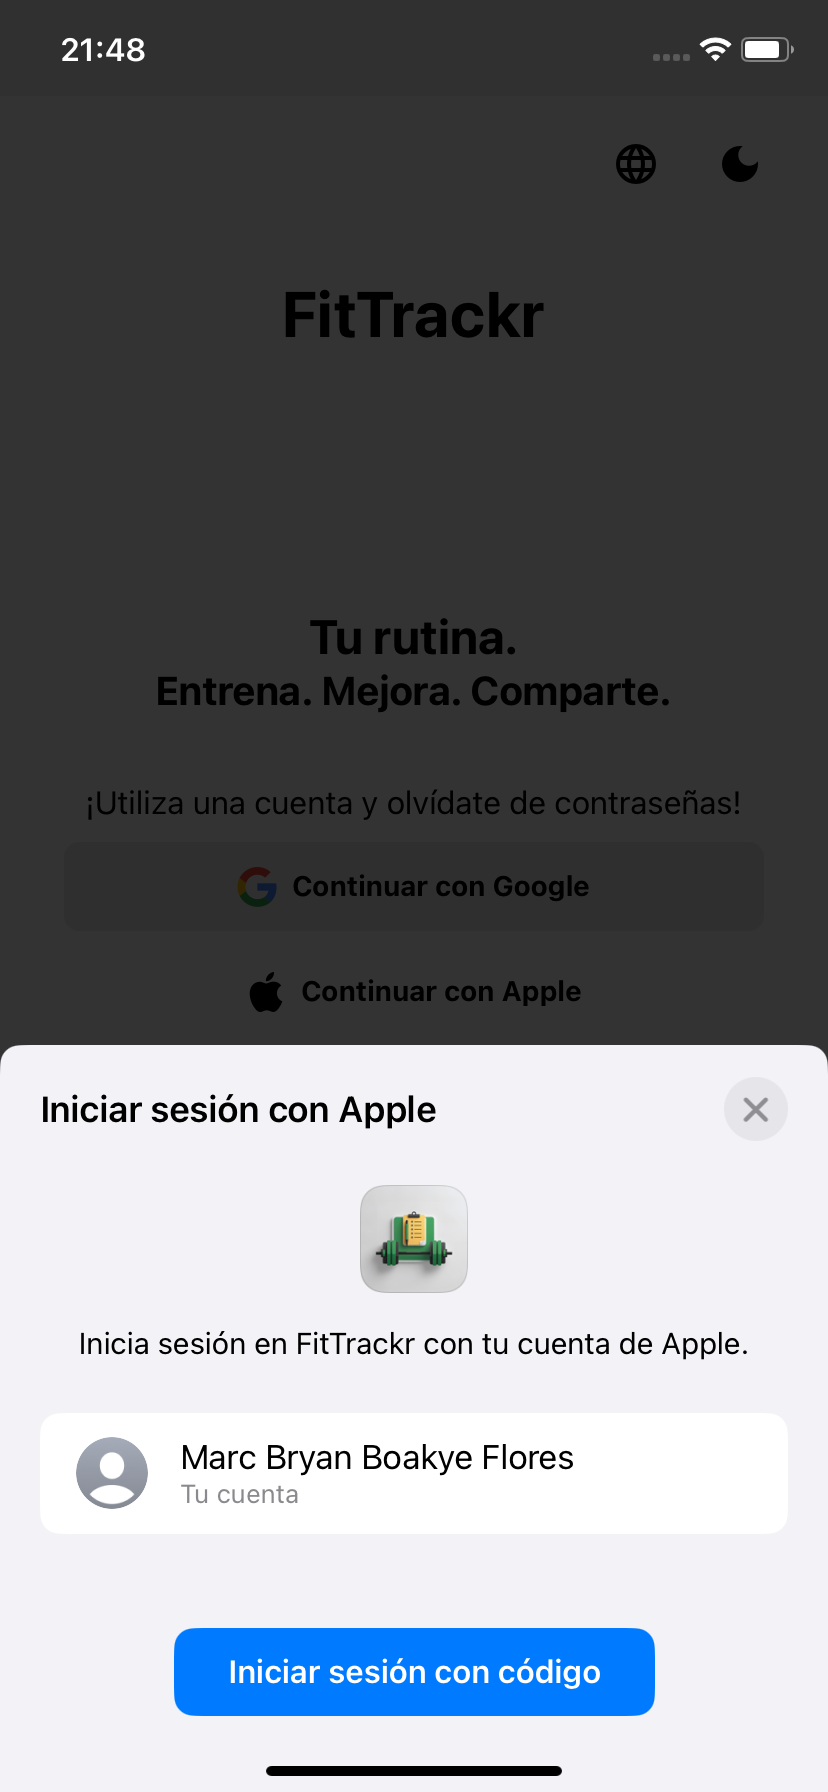 21:48
FitTrackr
Tu rutina.
Entrena. Mejora. Comparte.
¡Utiliza una cuenta y olvídate de contraseñas!
Continuar con Google
Continuar con Apple
Iniciar sesión con Apple
Inicia sesión en FitTrackr con tu cuenta de Apple.
Marc Bryan Boakye Flores
Tu cuenta
Iniciar sesión con código